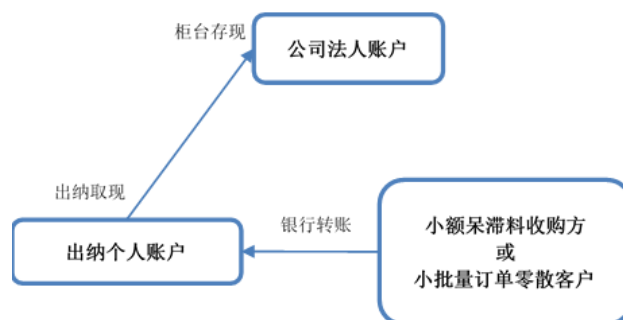 柜台存现
公司法人账户
出纳取现
出纳个人账户
银行转账
小额呆滞料收购方
或
小批量订单零散客户